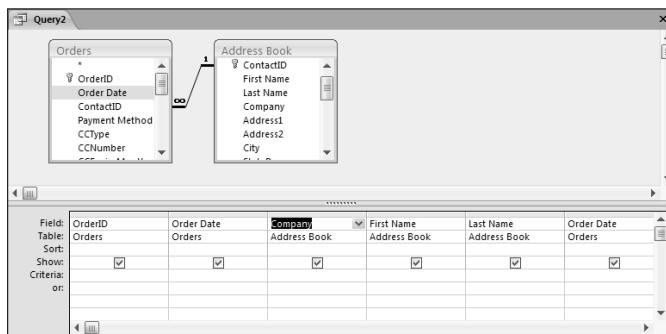 Query2
x
Orders
*
OrderID
Order Date
ContactID
Payment Method
CCType
CCNumber
Address Book
ContactID
First Name
Last Name
Company
Address1
Address2
City
1
∞
Field: OrderID Order Date Company First Name Last Name Order Date
Table: Orders Orders Address Book Address Book Address Book Orders
Sort:
Show:
Criteria:
or: